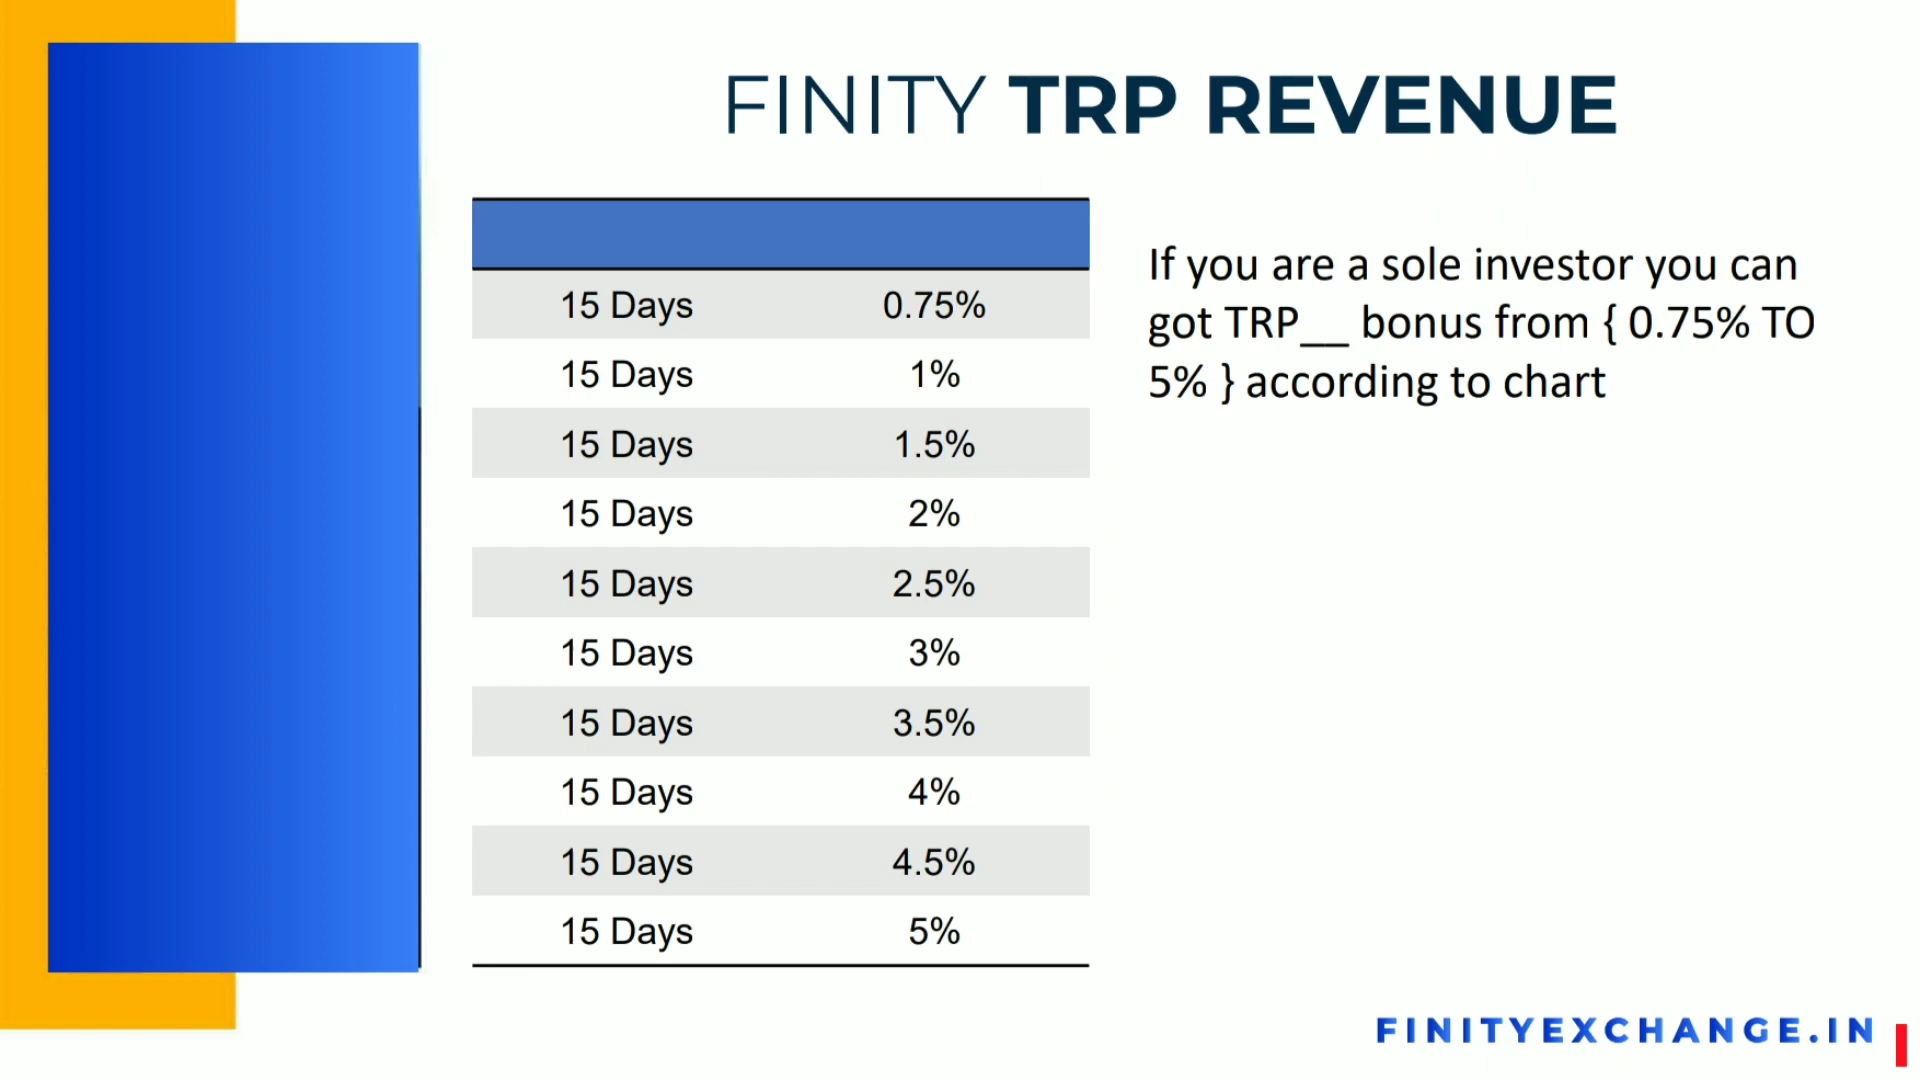 FINITY TRP REVENUE
15 Days 0.75%
15 Days 1%
15 Days 1.5%
15 Days 2%
15 Days 2.5%
15 Days 3%
15 Days 3.5%
15 Days 4%
15 Days 4.5%
15 Days 5%
If you are a sole investor you can
got TRP__ bonus from { 0.75% TO
5% } according to chart
FINITYEXCHANGE.IN